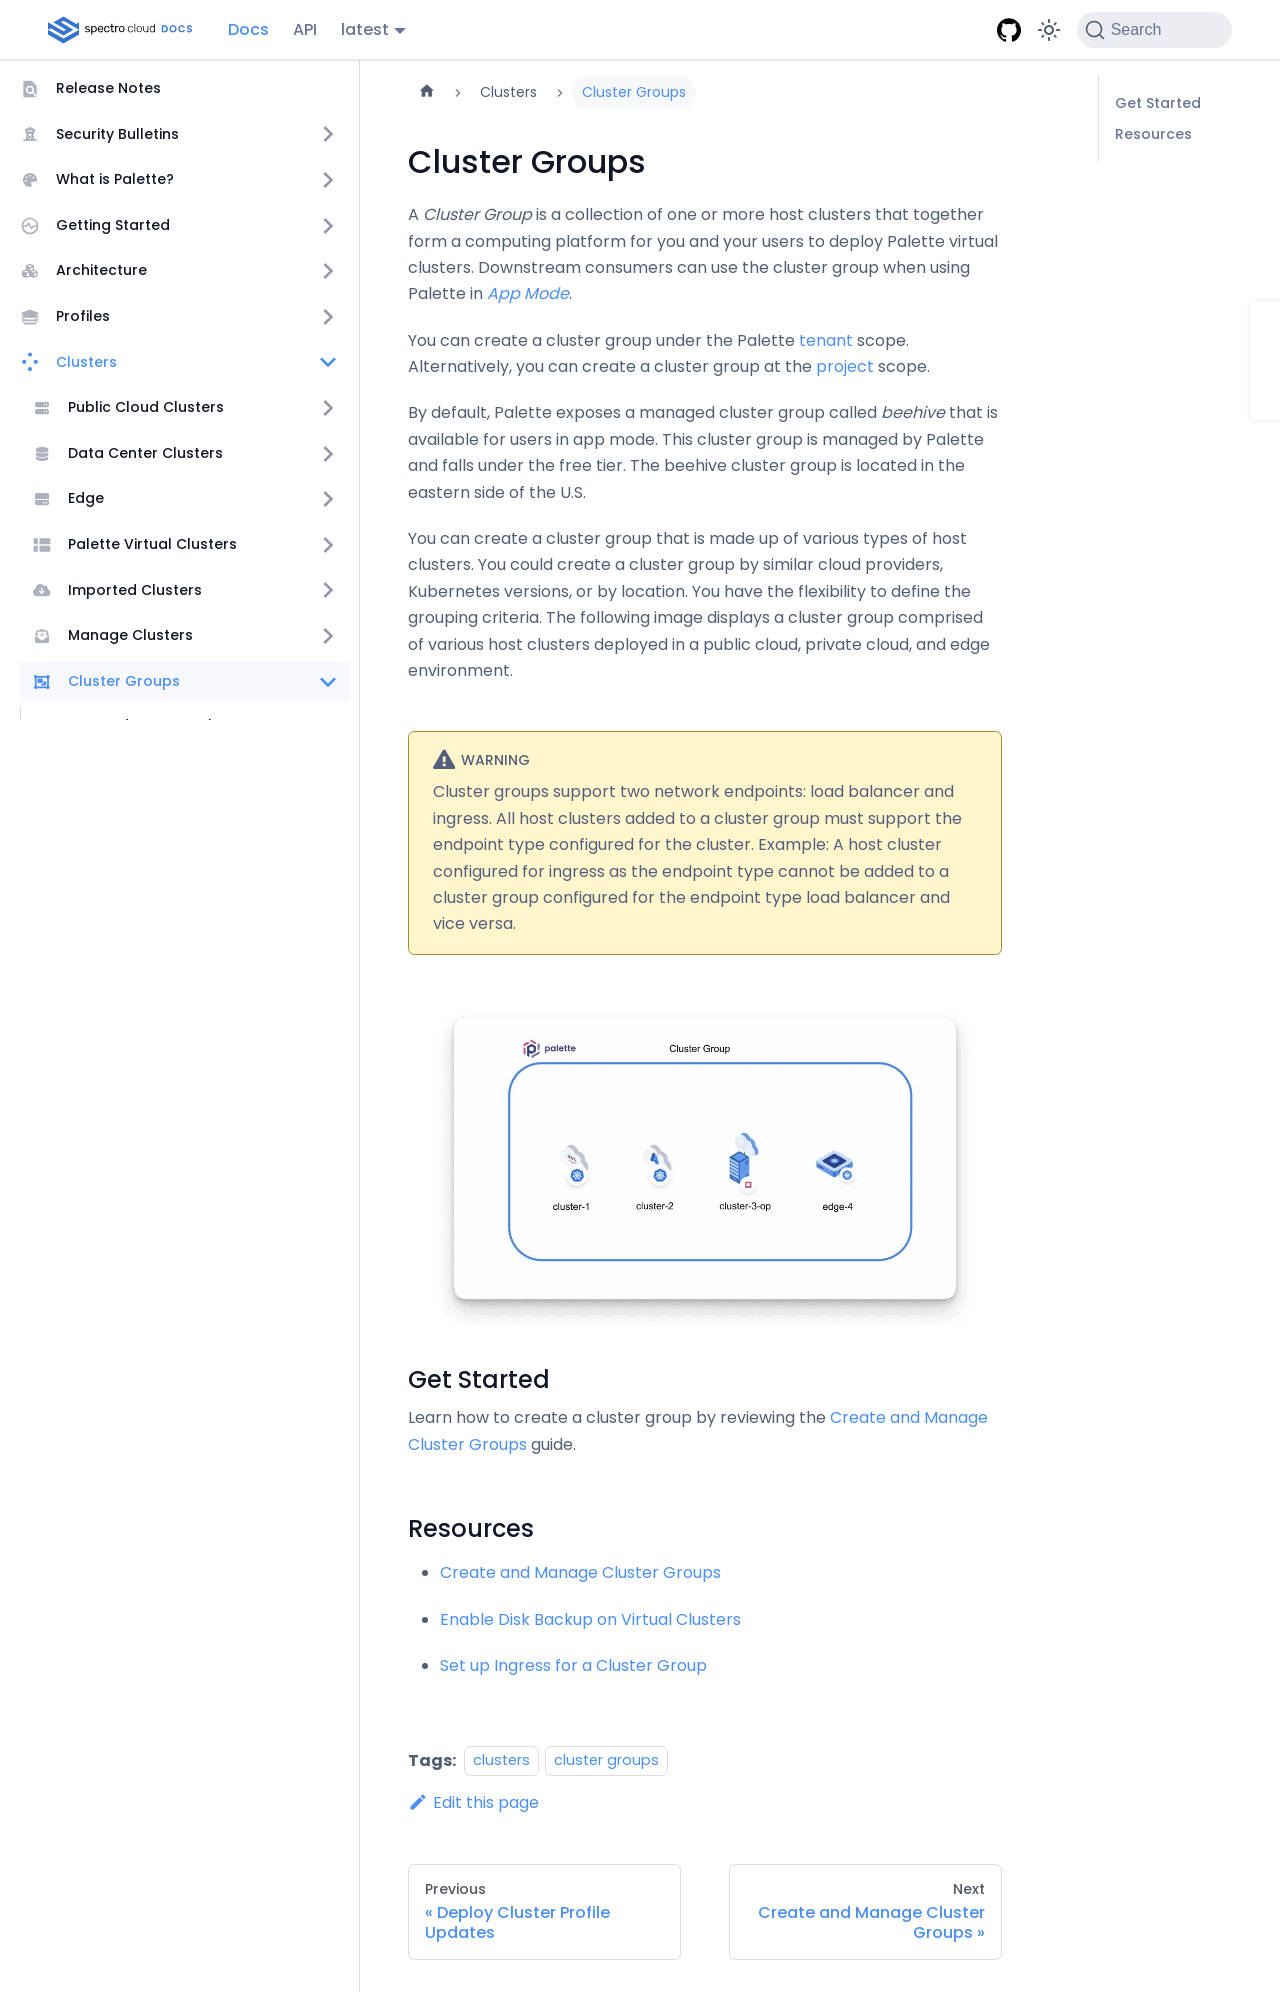 spectro cloud DOCS
Docs
API
latest
Search
Release Notes
Security Bulletins
What is Palette?
Getting Started
Architecture
Profiles
Clusters
Public Cloud Clusters
Data Center Clusters
Edge
Palette Virtual Clusters
Imported Clusters
Manage Clusters
Cluster Groups
Clusters
Cluster Groups
Cluster Groups
A Cluster Group is a collection of one or more host clusters that together
form a computing platform for you and your users to deploy Palette virtual
clusters. Downstream consumers can use the cluster group when using
Palette in App Mode.
You can create a cluster group under the Palette tenant scope.
Alternatively, you can create a cluster group at the project scope.
By default, Palette exposes a managed cluster group called beehive that is
available for users in app mode. This cluster group is managed by Palette
and falls under the free tier. The beehive cluster group is located in the
eastern side of the U.S.
You can create a cluster group that is made up of various types of host
clusters. You could create a cluster group by similar cloud providers,
Kubernetes versions, or by location. You have the flexibility to define the
grouping criteria. The following image displays a cluster group comprised
of various host clusters deployed in a public cloud, private cloud, and edge
environment.
WARNING
Cluster groups support two network endpoints: load balancer and
ingress. All host clusters added to a cluster group must support the
endpoint type configured for the cluster. Example: A host cluster
configured for ingress as the endpoint type cannot be added to a
cluster group configured for the endpoint type load balancer and
vice versa.
palette
Cluster Group
cluster-1
cluster-2
cluster-3-op
edge-4
Get Started
Learn how to create a cluster group by reviewing the Create and Manage
Cluster Groups guide.
Resources
Create and Manage Cluster Groups
Enable Disk Backup on Virtual Clusters
Set up Ingress for a Cluster Group
Tags: clusters cluster groups
Edit this page
Previous
« Deploy Cluster Profile
Updates
Next
Create and Manage Cluster
Groups »
Get Started
Resources